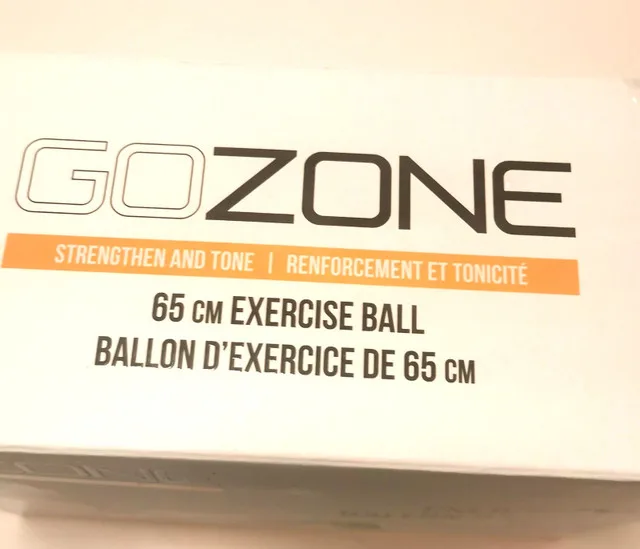 GOZONE
STRENGTHEN AND TONE | RENFORCEMENT ET TONICITÉ
65 CM EXERCISE BALL
BALLON D'EXERCICE DE 65 CM